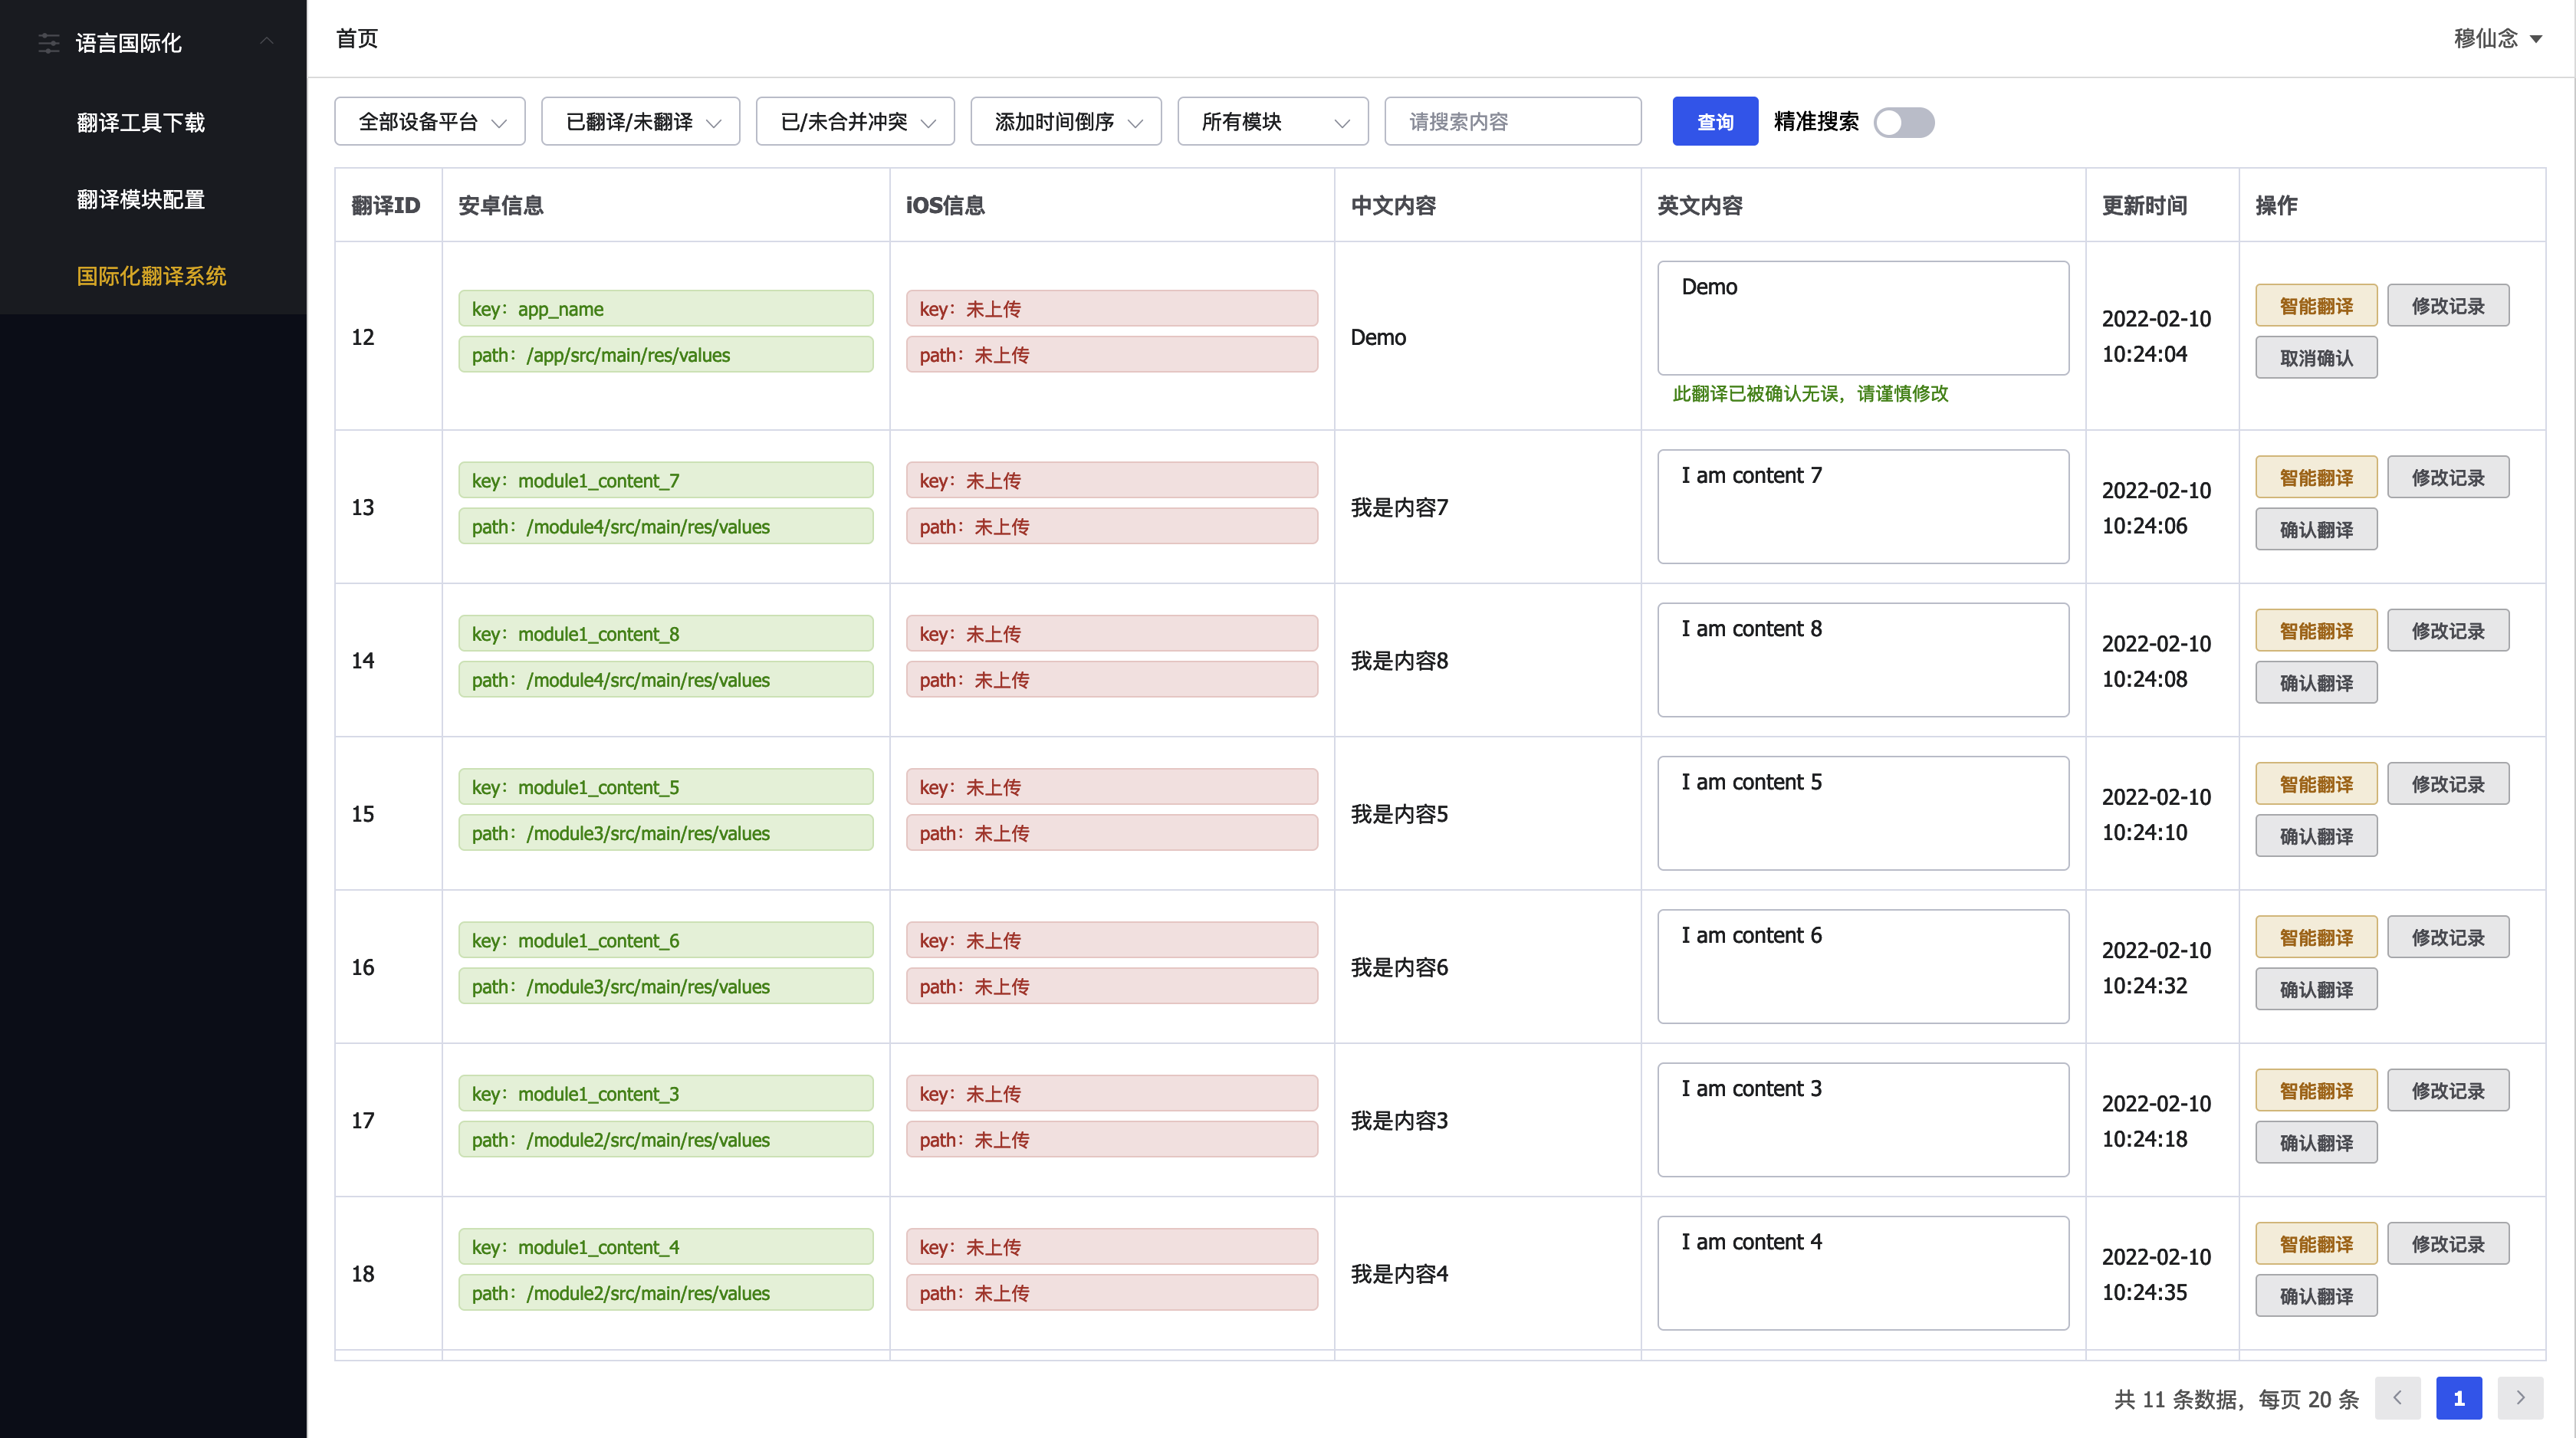 语言国际化
翻译工具下载
翻译模块配置
国际化翻译系统
首页
穆仙念
全部设备平台
已翻译/未翻译
已/未合并冲突
添加时间倒序
所有模块
请搜索内容
查询
精准搜索
翻译ID
安卓信息
iOS信息
中文内容
英文内容
更新时间
操作
12
key：app_name
path：/app/src/main/res/values
key：未上传
path：未上传
Demo
Demo
此翻译已被确认无误，请谨慎修改
2022-02-10
10:24:04
智能翻译
修改记录
取消确认
13
key：module1_content_7
path：/module4/src/main/res/values
key：未上传
path：未上传
我是内容7
I am content 7
2022-02-10
10:24:06
智能翻译
修改记录
确认翻译
14
key：module1_content_8
path：/module4/src/main/res/values
key：未上传
path：未上传
我是内容8
I am content 8
2022-02-10
10:24:08
智能翻译
修改记录
确认翻译
15
key：module1_content_5
path：/module3/src/main/res/values
key：未上传
path：未上传
我是内容5
I am content 5
2022-02-10
10:24:10
智能翻译
修改记录
确认翻译
16
key：module1_content_6
path：/module3/src/main/res/values
key：未上传
path：未上传
我是内容6
I am content 6
2022-02-10
10:24:32
智能翻译
修改记录
确认翻译
17
key：module1_content_3
path：/module2/src/main/res/values
key：未上传
path：未上传
我是内容3
I am content 3
2022-02-10
10:24:18
智能翻译
修改记录
确认翻译
18
key：module1_content_4
path：/module2/src/main/res/values
key：未上传
path：未上传
我是内容4
I am content 4
2022-02-10
10:24:35
智能翻译
修改记录
确认翻译
共 11 条数据，每页 20 条
1